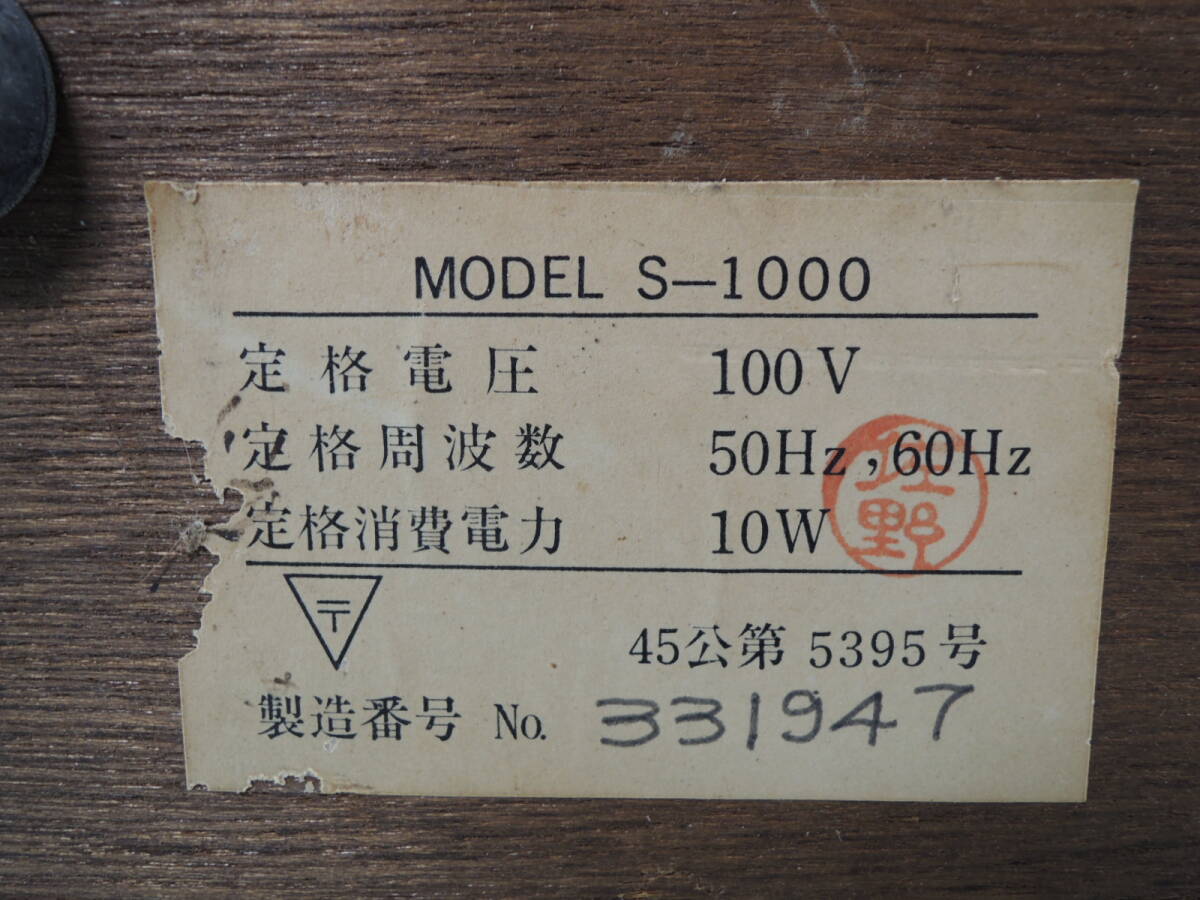 MODEL S—1000
定格電圧 100V
定格周波数 50Hz, 60Hz
定格消費電力 10W
〒 45公第 5395号
製造番号 No. 331947